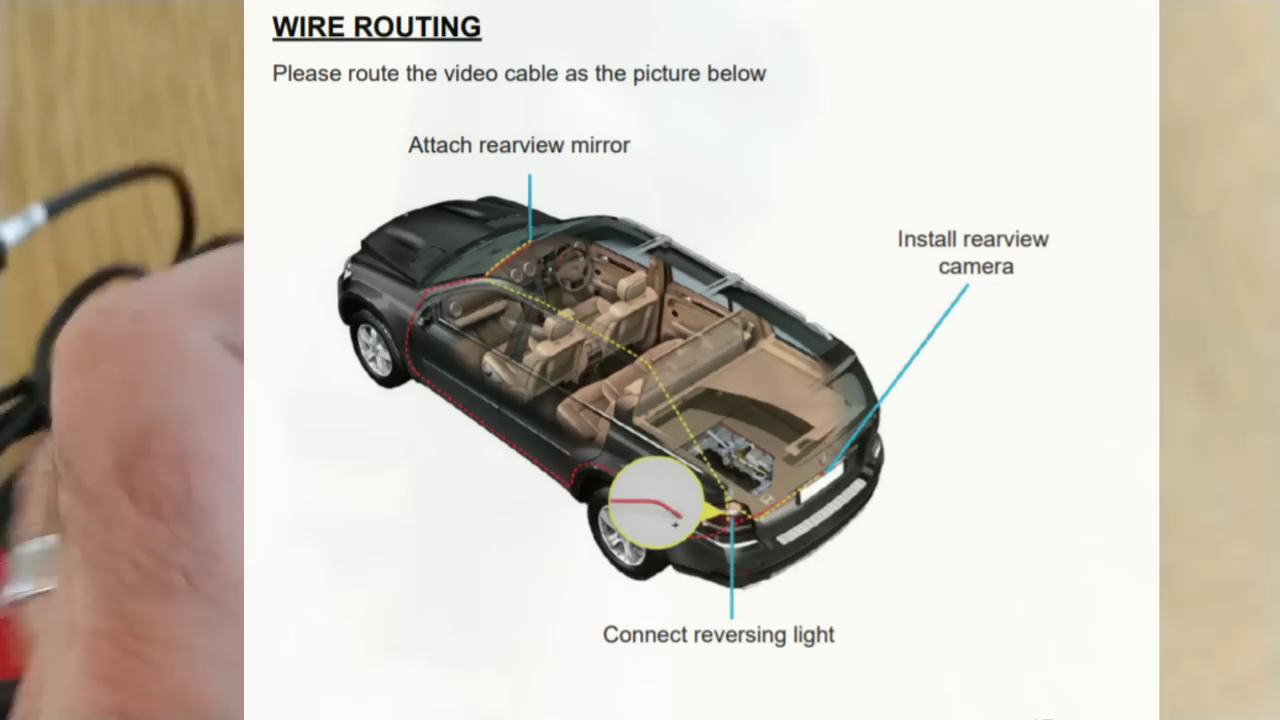 WIRE ROUTING
Please route the video cable as the picture below
Attach rearview mirror
Install rearview
camera
+
Connect reversing light